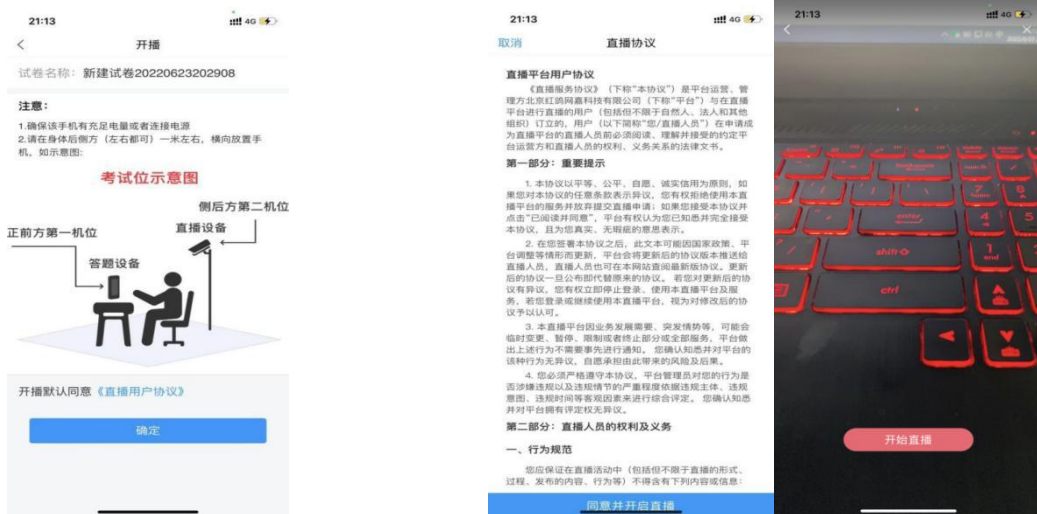 21:13
4G
开播
试卷名称：新建试卷20220623202908
注意：
1.确保该手机有充足电量或者连接电源
2.请在身体后侧方（左右都可）一米左右，横向放置手
机，如示意图:
考试位示意图
侧后方第二机位
正前方第一机位
直播设备
答题设备
开播默认同意《直播用户协议》
确定
21:13
4G
取消
直播协议
直播平台用户协议
《直播服务协议》（下称“本协议”）是平台运营、管
理方北京红鸽网嘉科技有限公司（下称“平台”）与在直播
平台进行直播的用户（包括但不限于自然人、法人和其他
组织）订立的，用户（以下简称“您/直播人员”）在申请成
为直播平台的直播人员前必须阅读、理解并接受的约定平
台运营方和直播人员的权利、义务关系的法律文书。
第一部分：重要提示
1. 本协议以平等、公平、自愿、诚实信用为原则，如
果您对本协议的任意条款表示异议，您有权拒绝使用本直
播平台的服务并放弃提交直播申请；如果您接受本协议并
点击“已阅读并同意”，平台有权认为您已知悉并完全接受
本协议，且为您真实、无瑕疵的意思表示。
2. 在您签署本协议之后，此文本可能因国家政策、平
台调整等情形而更新，平台会将更新后的协议版本推送给
直播人员，直播人员也可在本网站查阅最新版协议。更新
后的协议一旦公布即代替原来的协议。 若您对更新后的协
议有异议，您有权立即停止登录、使用本直播平台及服
务，若您登录或继续使用本直播平台，视为对修改后的协
议予以认可。
3. 本直播平台因业务发展需要、突发情势等，可能会
临时变更、暂停、限制或者终止部分或全部服务，平台做
出上述行为不需要事先进行通知。 您确认知悉并对平台的
该种行为无异议，自愿承担由此带来的风险及后果。
4. 您必须严格遵守本协议，平台管理员对您的行为是
否涉嫌违规以及违规情节的严重程度依据违规主体、违规
意图、违规时间等客观因素来进行综合评定。 您确认知悉
并对平台拥有评定权无异议。
第二部分：直播人员的权利及义务
一、行为规范
您应保证在直播活动中（包括但不限于直播的形式、
过程、发布的内容、行为等）不得含有下列内容或信息：
同意并开启直播
21:13
4G
enter
shift
ctrl
4
5
1
end
7
8
开始直播